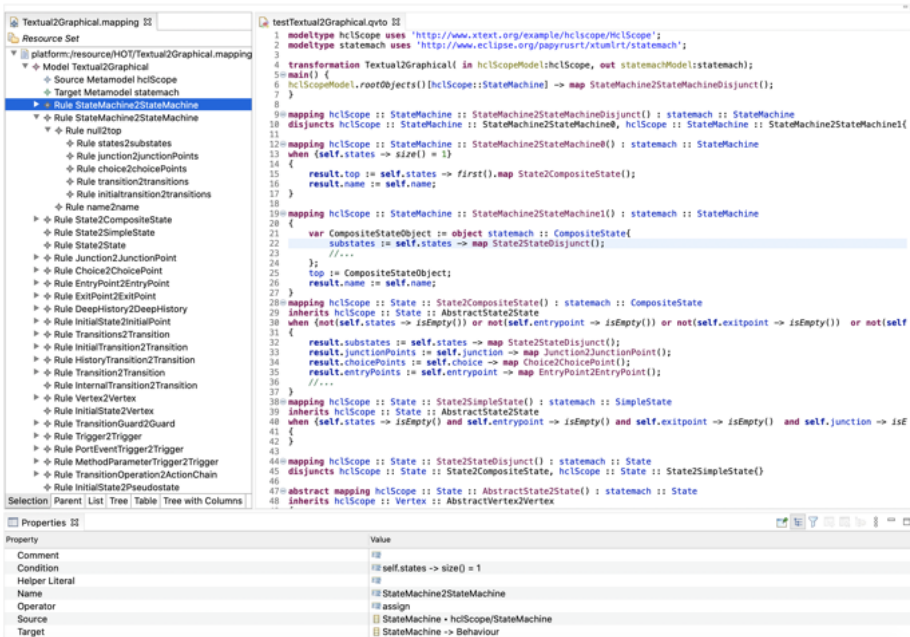 Textual2Graphical.mapping
Resource Set
platform:/resource/HOT/Textual2Graphical.mapping
Model Textual2Graphical
Source Metamodel hclScope
Target Metamodel statemach
Rule StateMachine2StateMachine
Rule StateMachine2StateMachine
Rule null2top
Rule states2substates
Rule junction2junctionPoints
Rule choice2choicePoints
Rule transition2transitions
Rule initialtransition2transitions
Rule name2name
Rule State2CompositeState
Rule State2SimpleState
Rule State2State
Rule Junction2JunctionPoint
Rule Choice2ChoicePoint
Rule EntryPoint2EntryPoint
Rule ExitPoint2ExitPoint
Rule DeepHistory2DeepHistory
Rule InitialState2InitialPoint
Rule Transitions2Transition
Rule InitialTransition2Transition
Rule HistoryTransition2Transition
Rule Transition2Transition
Rule InternalTransition2Transition
Rule Vertex2Vertex
Rule InitialState2Vertex
Rule TransitionGuard2Guard
Rule Trigger2Trigger
Rule PortEventTrigger2Trigger
Rule MethodParameterTrigger2Trigger
Rule TransitionOperation2ActionChain
Rule InitialState2Pseudostate
Selection Parent List Tree Table Tree with Columns
testTextual2Graphical.qvto
1 modeltype hclScope uses 'http://www.xtext.org/example/hclscope/HclScope';
2 modeltype statemach uses 'http://www.eclipse.org/papyrusrt/xtumlrt/statemach';
3
4 transformation Textual2Graphical( in hclScopeModel:hclScope, out statemachModel:statemach);
5 main() {
6 hclScopeModel.rootObjects()[hclScope::StateMachine] -> map StateMachine2StateMachineDisjunct();
7 }
8
9 mapping hclScope :: StateMachine :: StateMachine2StateMachineDisjunct() : statemach :: StateMachine
10 disjuncts hclScope :: StateMachine :: StateMachine2StateMachine0, hclScope :: StateMachine :: StateMachine2StateMachine1{
11
12 mapping hclScope :: StateMachine :: StateMachine2StateMachine0() : statemach :: StateMachine
13 when {self.states -> size() = 1}
14 {
15 result.top := self.states -> first().map State2CompositeState();
16 result.name := self.name;
17 }
18
19 mapping hclScope :: StateMachine :: StateMachine2StateMachine1() : statemach :: StateMachine
20 {
21 var CompositeStateObject := object statemach :: CompositeState{
22 substates := self.states -> map State2StateDisjunct();
23 //...
24 };
25 top := CompositeStateObject;
26 result.name := self.name;
27 }
28 mapping hclScope :: State :: State2CompositeState() : statemach :: CompositeState
29 inherits hclScope :: State :: AbstractState2State
30 when {not(self.states -> isEmpty()) or not(self.entrypoint -> isEmpty()) or not(self.exitpoint -> isEmpty()) or not(self
31 {
32 result.substates := self.states -> map State2StateDisjunct();
33 result.junctionPoints := self.junction -> map Junction2JunctionPoint();
34 result.choicePoints := self.choice -> map Choice2ChoicePoint();
35 result.entryPoints := self.entrypoint -> map EntryPoint2EntryPoint();
36 //...
37 }
38 mapping hclScope :: State :: State2SimpleState() : statemach :: SimpleState
39 inherits hclScope :: State :: AbstractState2State
40 when {self.states -> isEmpty() and self.entrypoint -> isEmpty() and self.exitpoint -> isEmpty() and self.junction -> isE
41 {
42 }
43
44 mapping hclScope :: State :: State2StateDisjunct() : statemach :: State
45 disjuncts hclScope :: State :: State2CompositeState, hclScope :: State :: State2SimpleState{}
46
47 abstract mapping hclScope :: State :: AbstractState2State() : statemach :: State
48 inherits hclScope :: Vertex :: AbstractVertex2Vertex
Properties
Property Value
Comment
Condition self.states -> size() = 1
Helper Literal
Name StateMachine2StateMachine
Operator assign
Source StateMachine • hclScope/StateMachine
Target StateMachine -> Behaviour